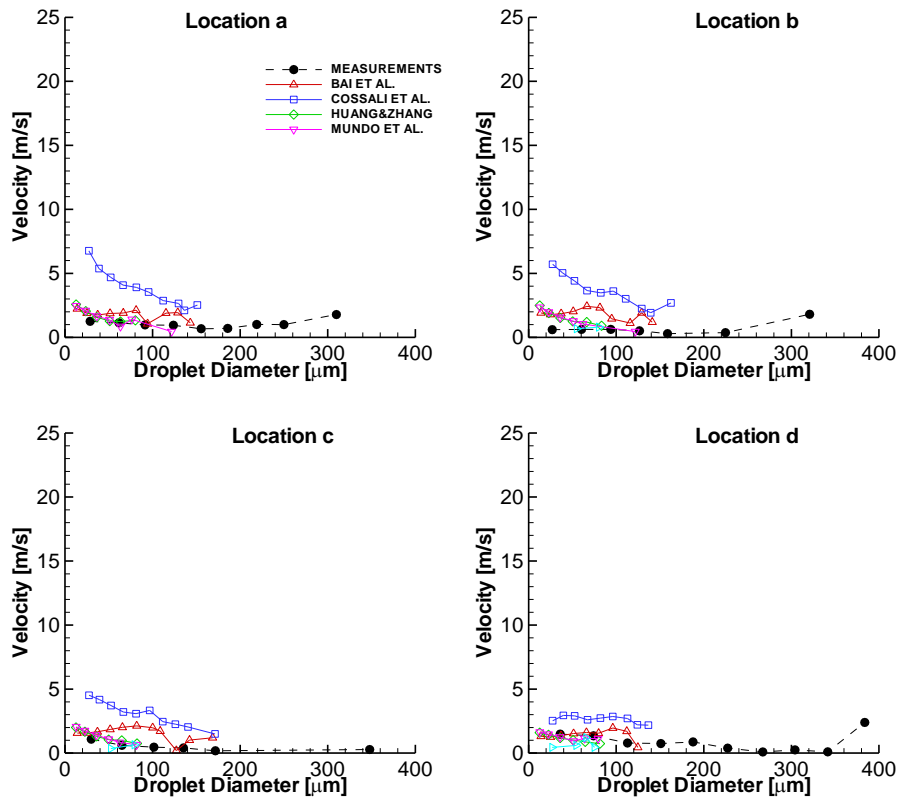 Location a
25
20
15
10
5
0
Velocity [m/s]
MEASUREMENTS
BAI ET AL.
COSSALI ET AL.
HUANG&ZHANG
MUNDO ET AL.
0 100 200 300 400
Droplet Diameter [μm]
Location b
25
20
15
10
5
0
Velocity [m/s]
0 100 200 300 400
Droplet Diameter [μm]
Location c
25
20
15
10
5
0
Velocity [m/s]
0 100 200 300 400
Droplet Diameter [μm]
Location d
25
20
15
10
5
0
Velocity [m/s]
0 100 200 300 400
Droplet Diameter [μm]